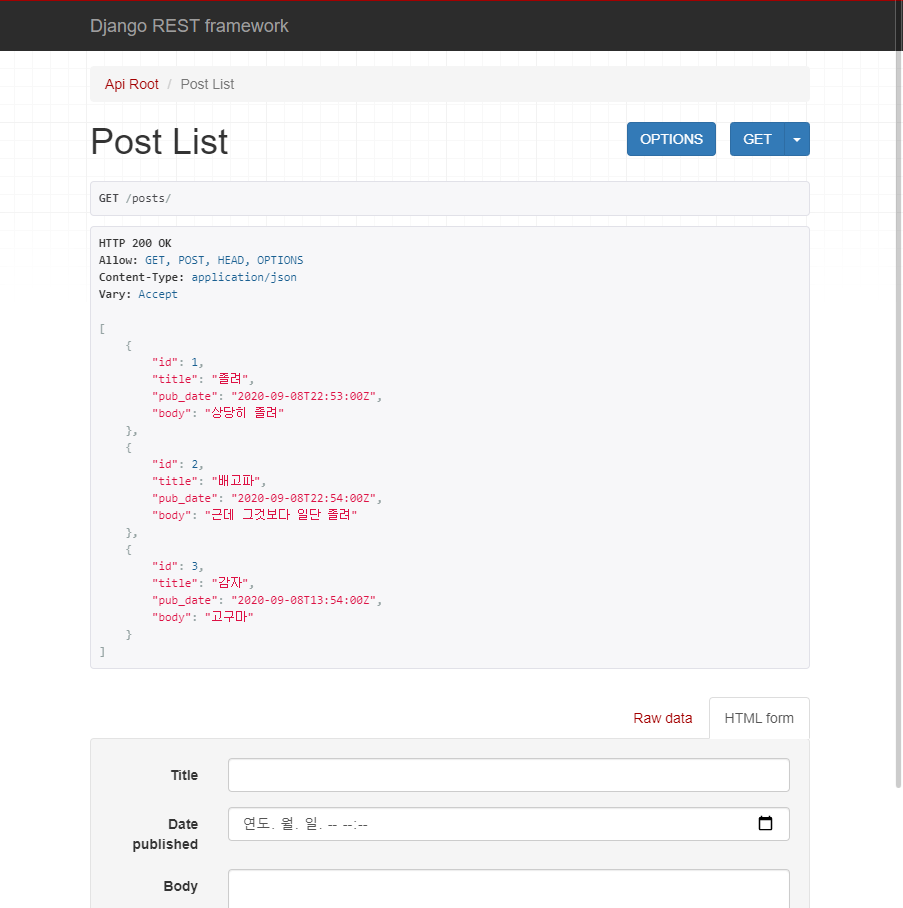 Django REST framework
Api Root / Post List
Post List
OPTIONS
GET
GET /posts/
HTTP 200 OK
Allow: GET, POST, HEAD, OPTIONS
Content-Type: application/json
Vary: Accept
[
    {
        "id": 1,
        "title": "졸려",
        "pub_date": "2020-09-08T22:53:00Z",
        "body": "상당히 졸려"
    },
    {
        "id": 2,
        "title": "배고파",
        "pub_date": "2020-09-08T22:54:00Z",
        "body": "근데 그것보다 일단 졸려"
    },
    {
        "id": 3,
        "title": "감자",
        "pub_date": "2020-09-08T13:54:00Z",
        "body": "고구마"
    }
]
Raw data
HTML form
Title
Date published
연도. 월. 일. -- --:--
Body